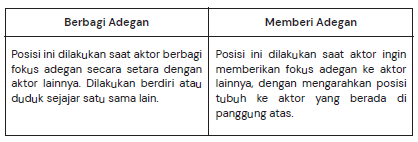 Berbagi Adegan
Memberi Adegan
Posisi ini dilakukan saat aktor berbagi
fokus adegan secara setara dengan
aktor lainnya. Dilakukan berdiri atau
duduk sejajar satu sama lain.
Posisi ini dilakukan saat aktor ingin
memberikan fokus adegan ke aktor
lainnya, dengan mengarahkan posisi
tubuh ke aktor yang berada di
panggung atas.